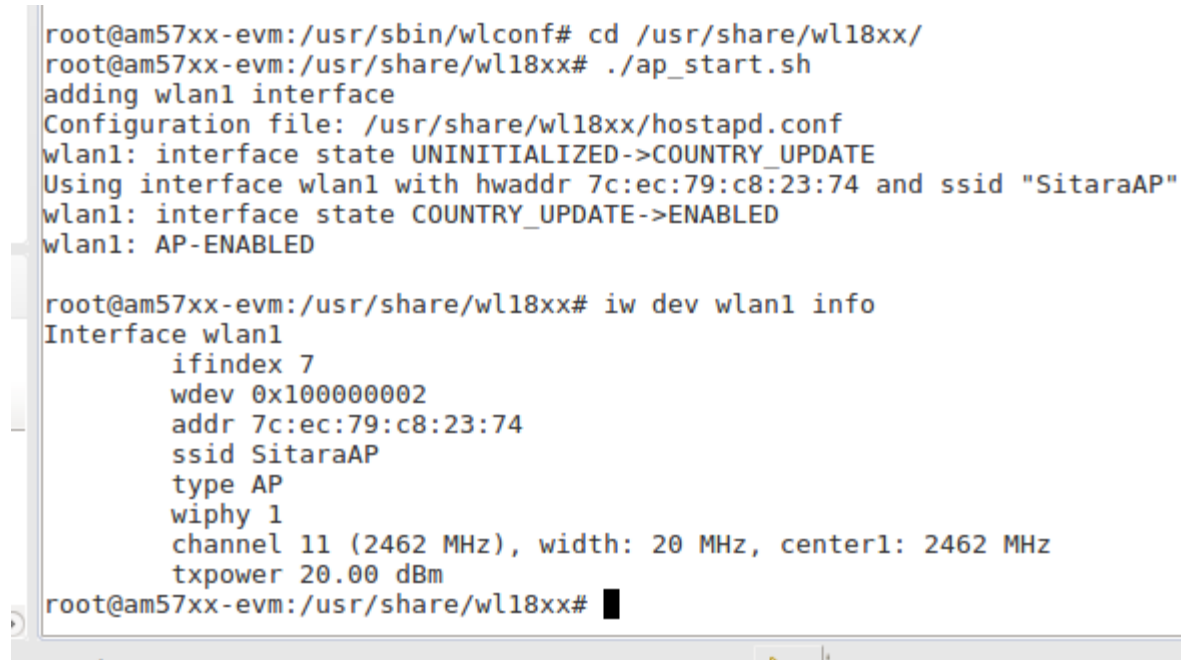 root@am57xx-evm:/usr/sbin/wlconf# cd /usr/share/wl18xx/
root@am57xx-evm:/usr/share/wl18xx# ./ap_start.sh
adding wlan1 interface
Configuration file: /usr/share/wl18xx/hostapd.conf
wlan1: interface state UNINITIALIZED->COUNTRY_UPDATE
Using interface wlan1 with hwaddr 7c:ec:79:c8:23:74 and ssid "SitaraAP"
wlan1: interface state COUNTRY_UPDATE->ENABLED
wlan1: AP-ENABLED
root@am57xx-evm:/usr/share/wl18xx# iw dev wlan1 info
Interface wlan1
ifindex 7
wdev 0x100000002
addr 7c:ec:79:c8:23:74
ssid SitaraAP
type AP
wiphy 1
channel 11 (2462 MHz), width: 20 MHz, center1: 2462 MHz
txpower 20.00 dBm
root@am57xx-evm:/usr/share/wl18xx#